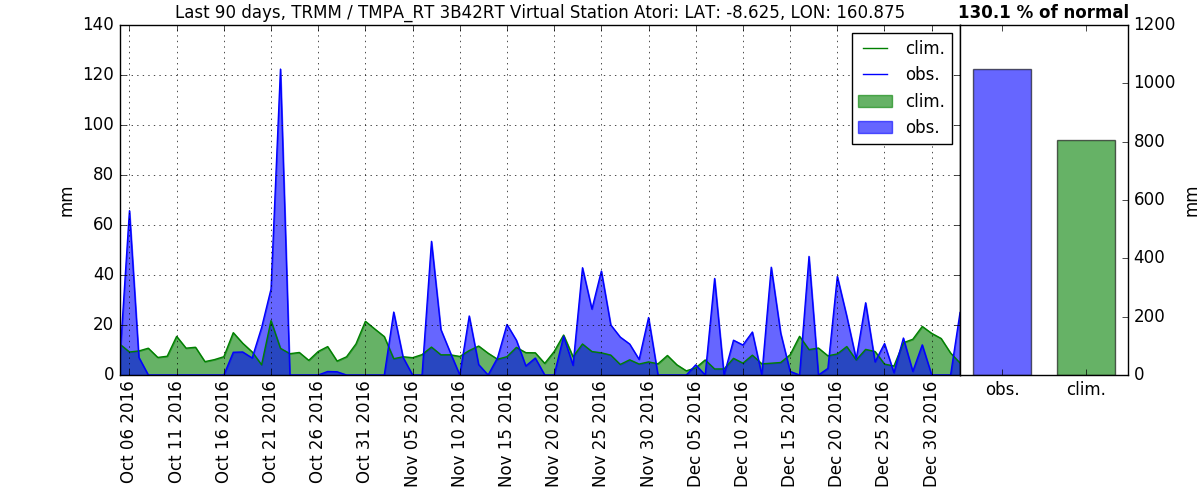 Last 90 days, TRMM / TMPA_RT 3B42RT Virtual Station Atori: LAT: -8.625, LON: 160.875
130.1 % of normal
140
120
100
80
60
40
20
0
mm
clim.
obs.
clim.
obs.
Oct 06 2016
Oct 11 2016
Oct 16 2016
Oct 21 2016
Oct 26 2016
Oct 31 2016
Nov 05 2016
Nov 10 2016
Nov 15 2016
Nov 20 2016
Nov 25 2016
Nov 30 2016
Dec 05 2016
Dec 10 2016
Dec 15 2016
Dec 20 2016
Dec 25 2016
Dec 30 2016
obs.
clim.
1200
1000
800
600
400
200
0
mm